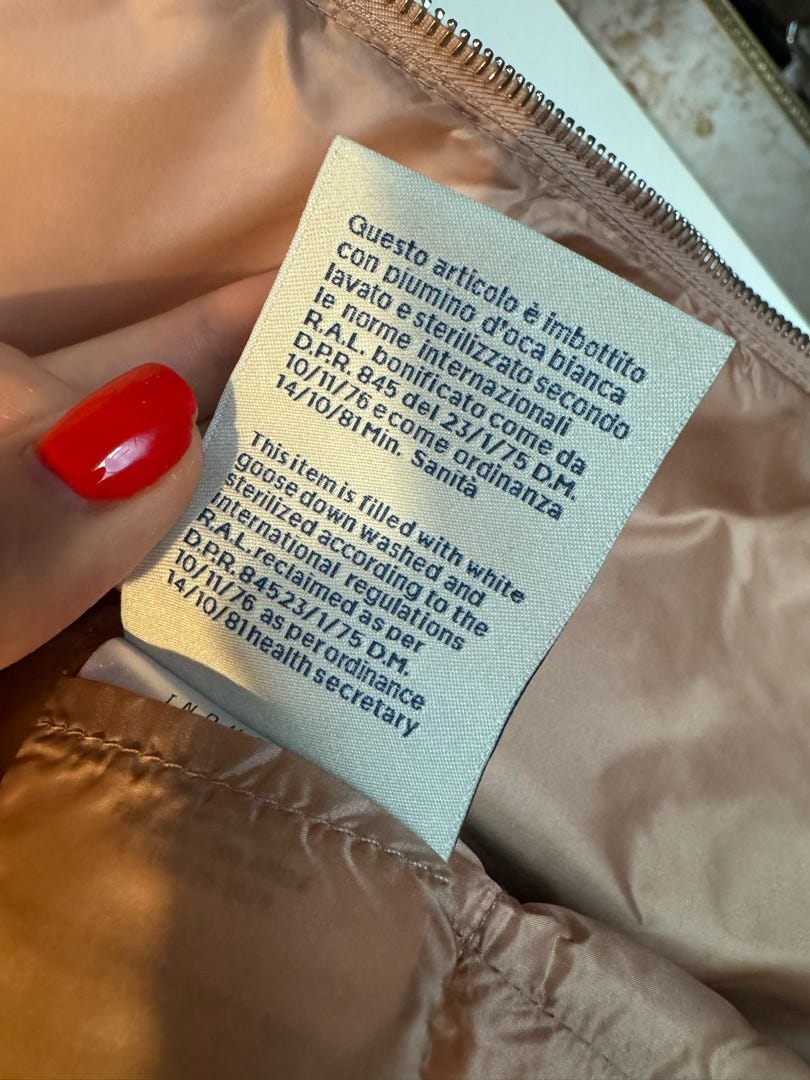 Questo articolo è imbottito
con piumino d'oca bianca
lavato e sterilizzato secondo
le norme internazionali
R.A.L. bonificato come da
D.P.R. 845 del 23/1/75 D.M.
10/11/76 e come ordinanza
14/10/81 Min. Sanità
This item is filled with white
goose down washed and
sterilized according to the
international regulations
R.A.L. reclaimed as per
D.P.R. 845 23/1/75 D.M.
10/11/76 as per ordinance
14/10/81 health secretary